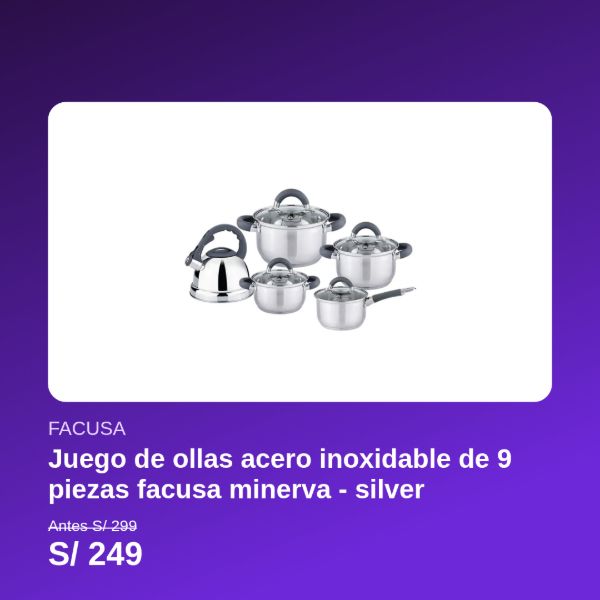 FACUSA
Juego de ollas acero inoxidable de 9
piezas facusa minerva - silver
Antes S/ 299
S/ 249